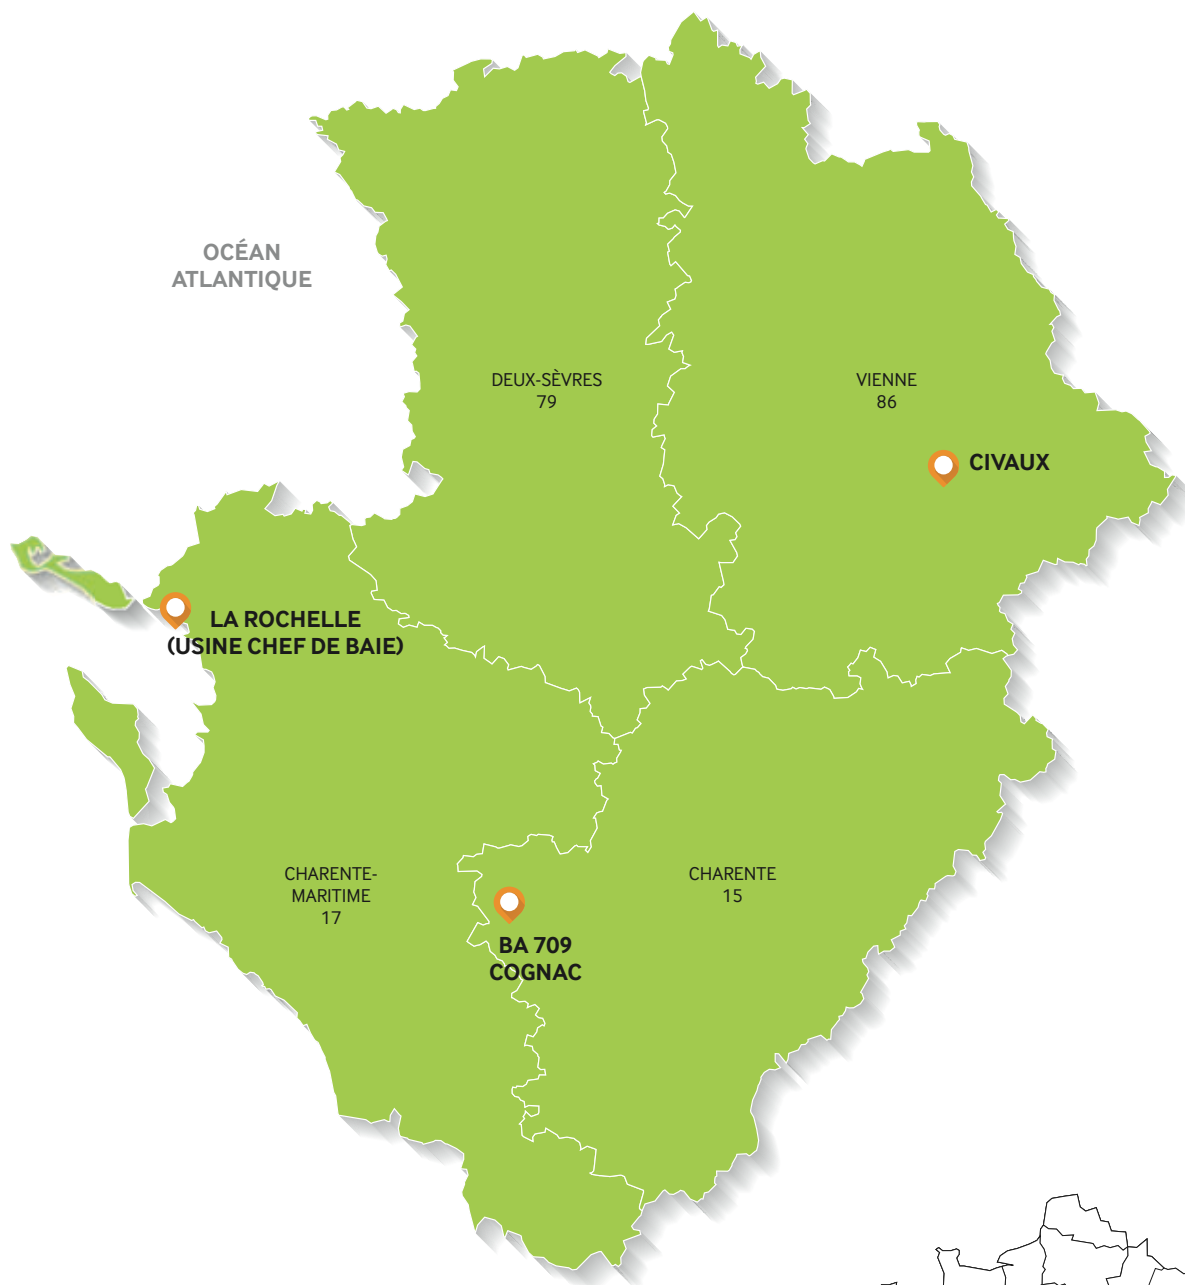 OCÉAN
ATLANTIQUE
DEUX-SÈVRES
79
VIENNE
86
CIVAUX
LA ROCHELLE
(USINE CHEF DE BAIE)
CHARENTE-
MARITIME
17
CHARENTE
15
BA 709
COGNAC